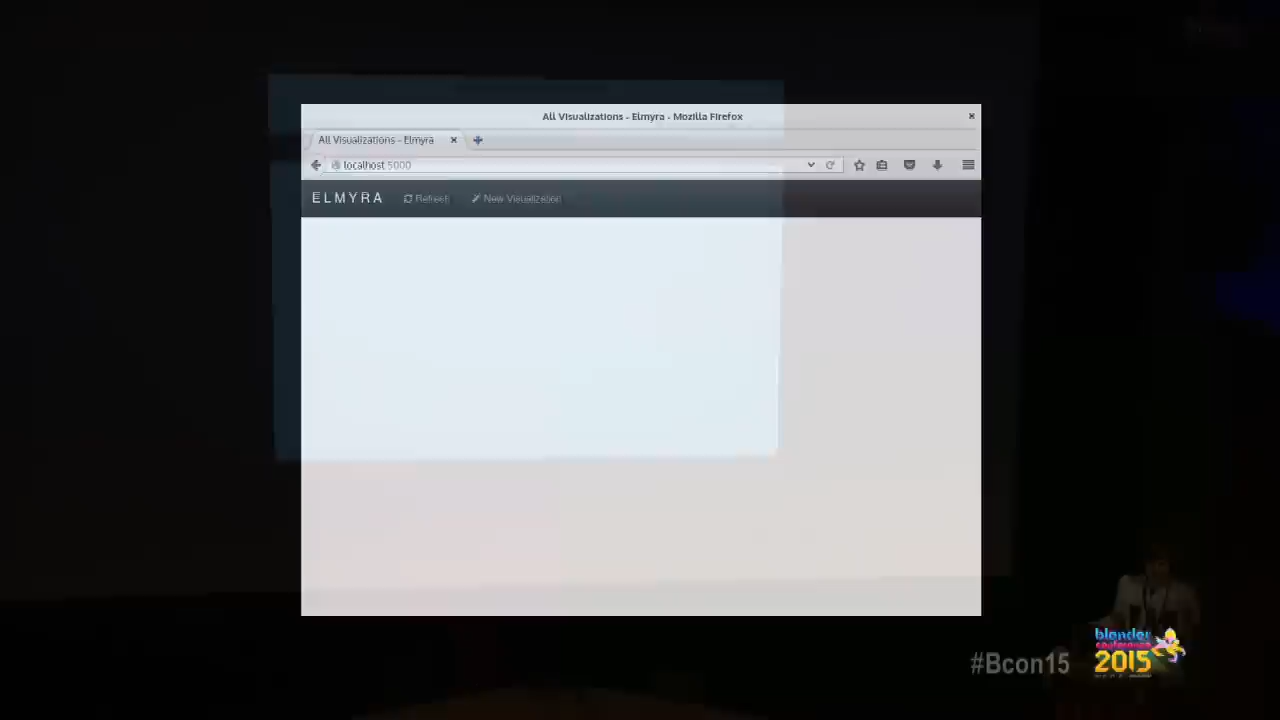 All Visualizations - Elmyra - Mozilla Firefox
All Visualizations - Elmyra
localhost:5000
ELMYRA Refresh New Visualization
#Bcon15
blender
conference
2015